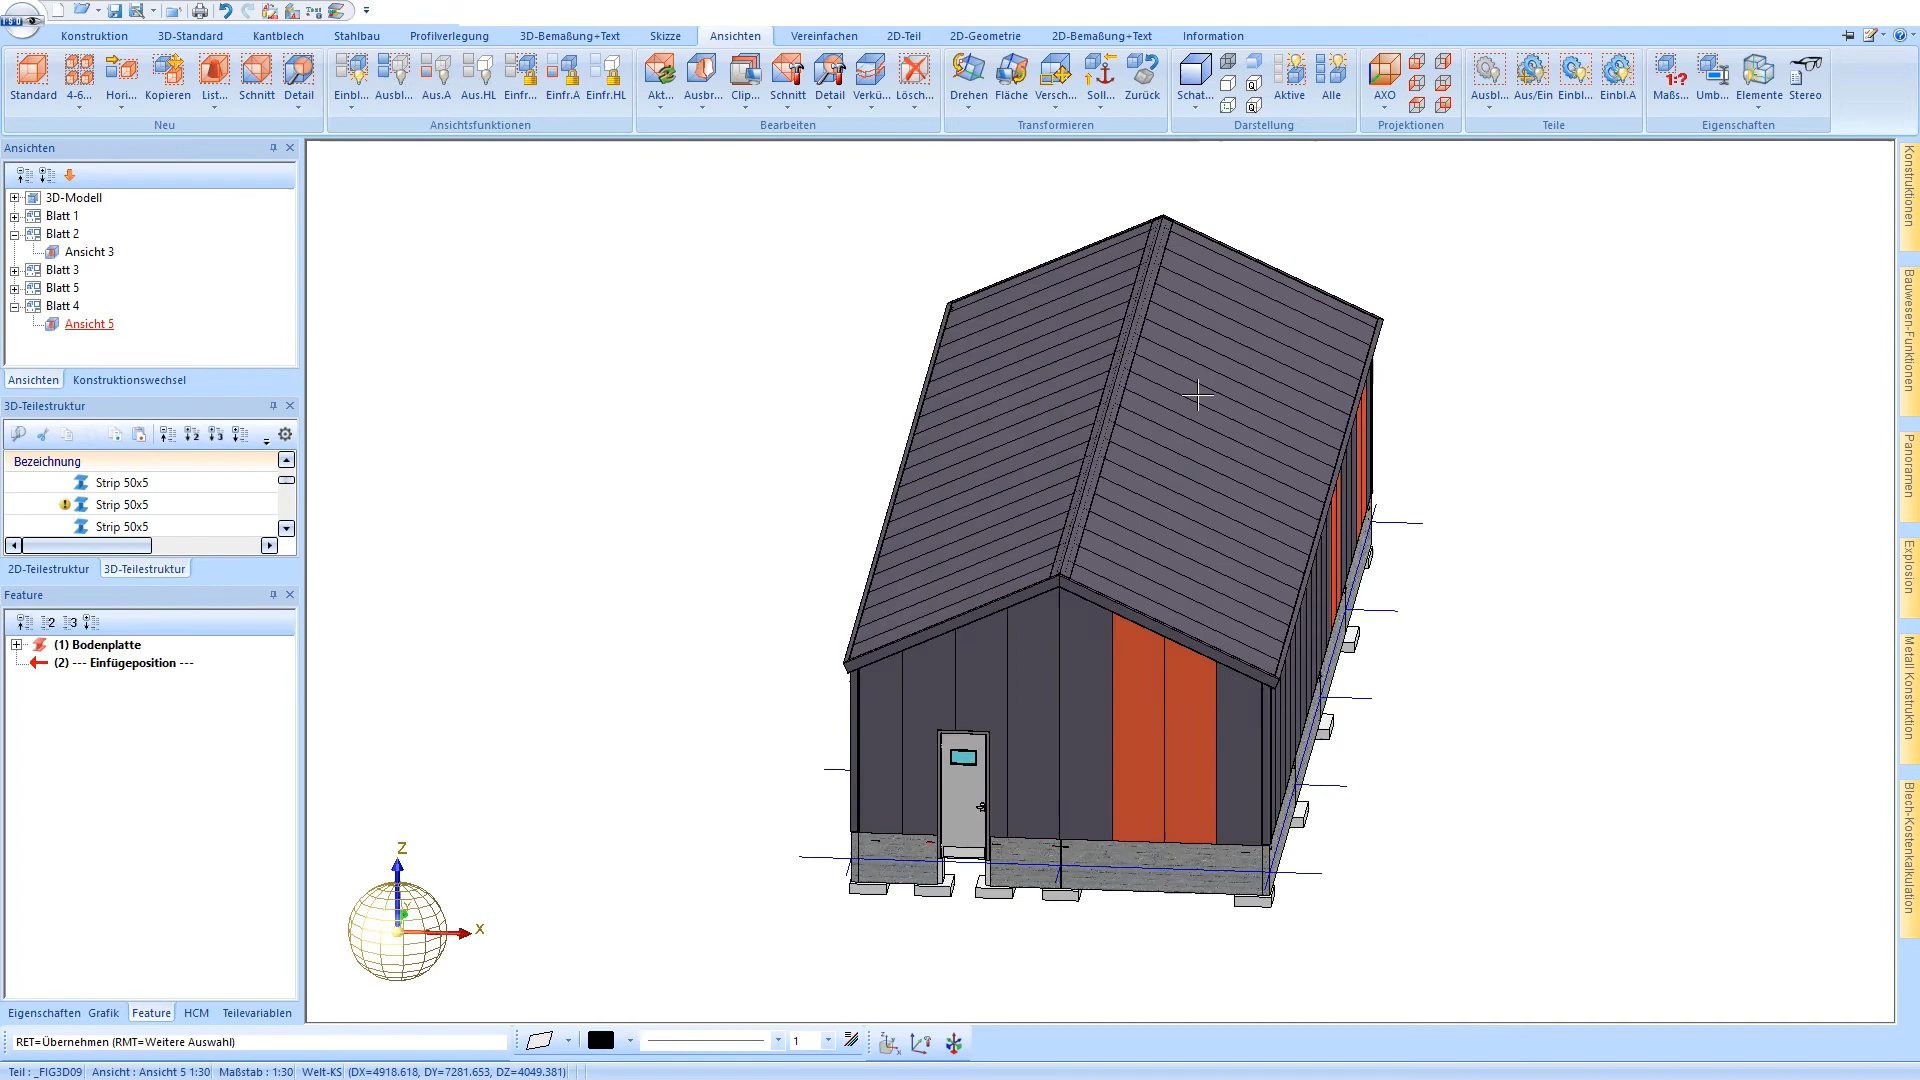 ISD
Text
Konstruktion 3D-Standard Kantblech Stahlbau Profilverlegung 3D-Bemaßung+Text Skizze Ansichten Vereinfachen 2D-Teil 2D-Geometrie 2D-Bemaßung+Text Information
Standard 4-6... Hori... Kopieren List... Schnitt Detail Einbl... Ausbl... Aus.A Aus.HL Einfr... Einfr.A Einfr.HL Akt... Ausbr... Clip... Schnitt Detail Verkü... Lösch... Drehen Fläche Versch... Soll... Zurück Schat... Aktive Alle AXO Ausbl... Aus/Ein Einbl... Einbl.A Maßs... Umb... Elemente Stereo
1:?
Neu Ansichtsfunktionen Bearbeiten Transformieren Darstellung Projektionen Teile Eigenschaften
Ansichten
3D-Modell
Blatt 1
Blatt 2
Ansicht 3
Blatt 3
Blatt 5
Blatt 4
Ansicht 5
Ansichten Konstruktionswechsel
3D-Teilestruktur
2 3
Bezeichnung
Strip 50x5
Strip 50x5
Strip 50x5
2D-Teilestruktur 3D-Teilestruktur
Feature
2 3
(1) Bodenplatte
(2) --- Einfügeposition ---
Eigenschaften Grafik Feature HCM Teilevariablen
Z
Y
X
Konstruktionen
Bauwesen-Funktionen
Panoramen
Explosion
Metall Konstruktion
Blech-Kostenkalkulation
RET=Übernehmen (RMT=Weitere Auswahl)
1
Teil : _FIG3D09 Ansicht : Ansicht 5 1:30 Maßstab : 1:30 Welt-KS (DX=4918.618, DY=7281.653, DZ=4049.381)